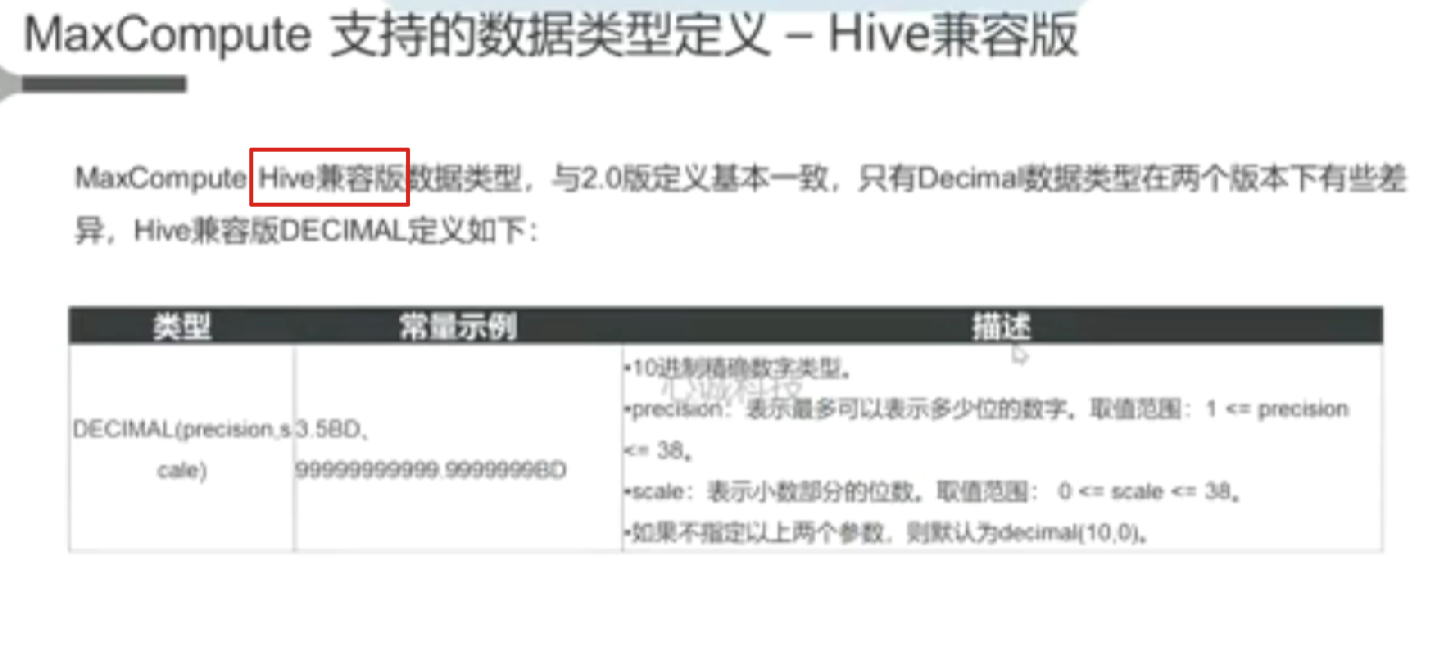 MaxCompute 支持的数据类型定义 – Hive兼容版
MaxCompute Hive兼容版数据类型，与2.0版定义基本一致，只有Decimal数据类型在两个版本下有些差
异，Hive兼容版DECIMAL定义如下：
类型 常量示例 描述
DECIMAL(precision,s
cale)
3.5BD、
99999999999.9999999BD
•10进制精确数字类型。
•precision：表示最多可以表示多少位的数字。取值范围：1 <= precision
<= 38。
•scale：表示小数部分的位数。取值范围： 0 <= scale <= 38。
•如果不指定以上两个参数，则默认为decimal(10,0)。
心诚科技